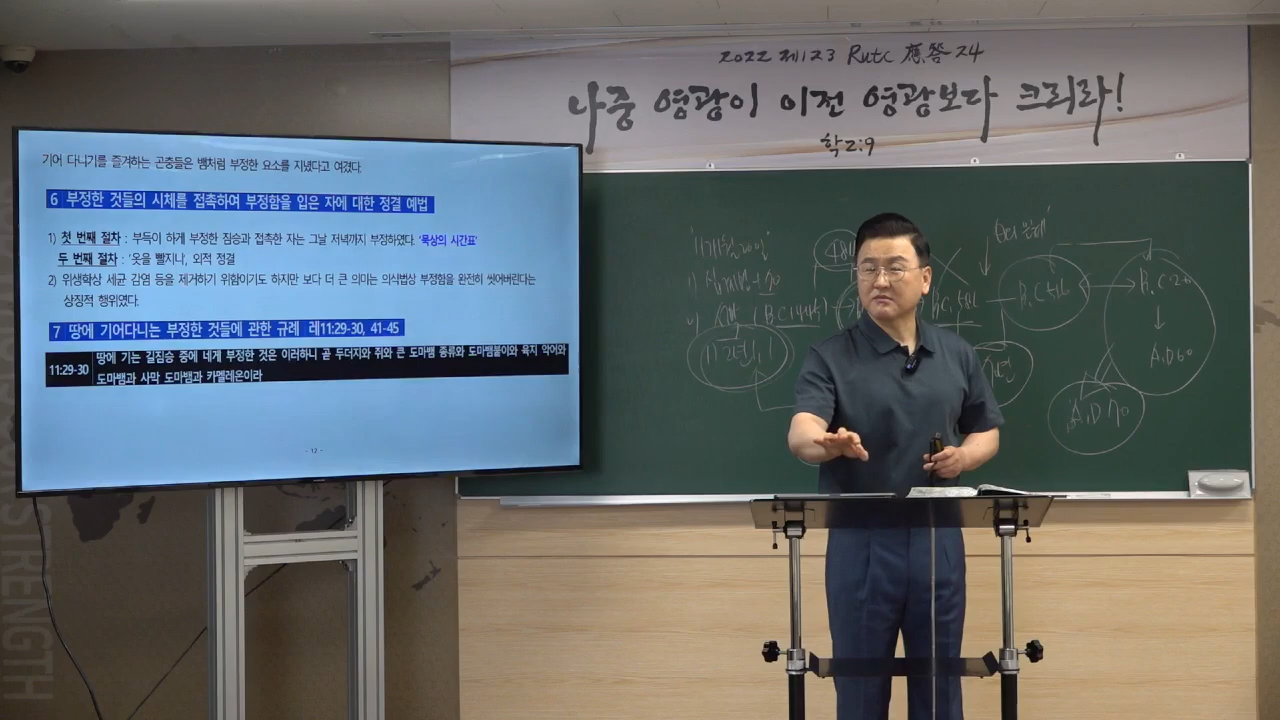 2022 제123 Rutc 應答 24
나중 영광이 이전 영광보다 크리라!
학2:9
기어 다니기를 즐겨하는 곤충들은 뱀처럼 부정한 요소를 지녔다고 여겼다.
6 부정한 것들의 시체를 접촉하여 부정함을 입은 자에 대한 정결 예법
1) 첫 번째 절차 : 부득이 하게 부정한 짐승과 접촉한 자는 그날 저녁까지 부정하였다. '묵상의 시간표'
두 번째 절차 : '옷을 빨지니, 외적 정결
2) 위생학상 세균 감염 등을 제거하기 위함이기도 하지만 보다 더 큰 의미는 의식법상 부정함을 완전히 씻어버린다는
상징적 행위였다.
7 땅에 기어다니는 부정한 것들에 관한 규례 레11:29-30, 41-45
11:29-30
땅에 기는 길짐승 중에 네게 부정한 것은 이러하니 곧 두더지와 쥐와 큰 도마뱀 종류와 도마뱀붙이와 육지 악어와
도마뱀과 사막 도마뱀과 카멜레온이라
- 12 -
B.C 516
A.D 60
A.D 70
STRENGTH